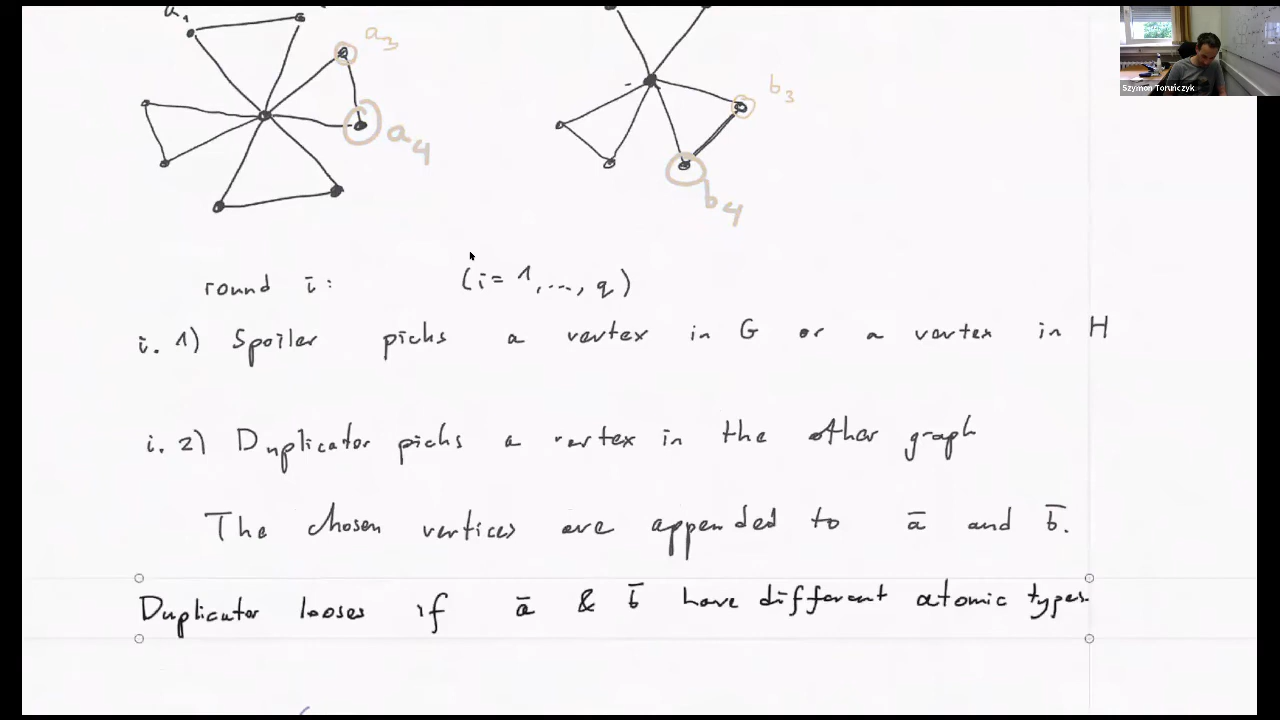 a₁
a₃
b₃
a₄
b₄
Szymon Toruńczyk
round i: (i=1,..., q)
i. 1) Spoiler picks a vertex in G or a vertex in H
i. 2) Duplicator picks a vertex in the other graph
The chosen vertices are appended to ā and b̄.
Duplicator looses if ā & b̄ have different atomic types.